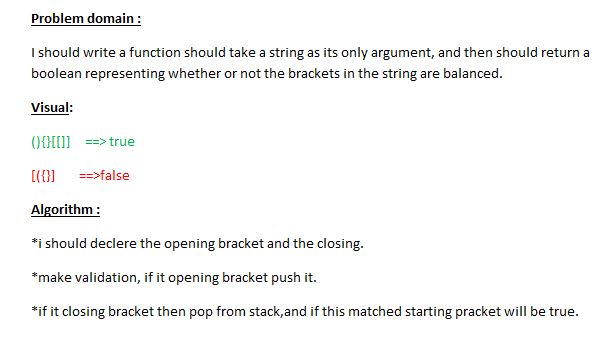 Problem domain :
I should write a function should take a string as its only argument, and then should return a
boolean representing whether or not the brackets in the string are balanced.
Visual:
(){}[[]] ==> true
[({}] ==>false
Algorithm :
*i should declere the opening bracket and the closing.
*make validation, if it opening bracket push it.
*if it closing bracket then pop from stack,and if this matched starting pracket will be true.